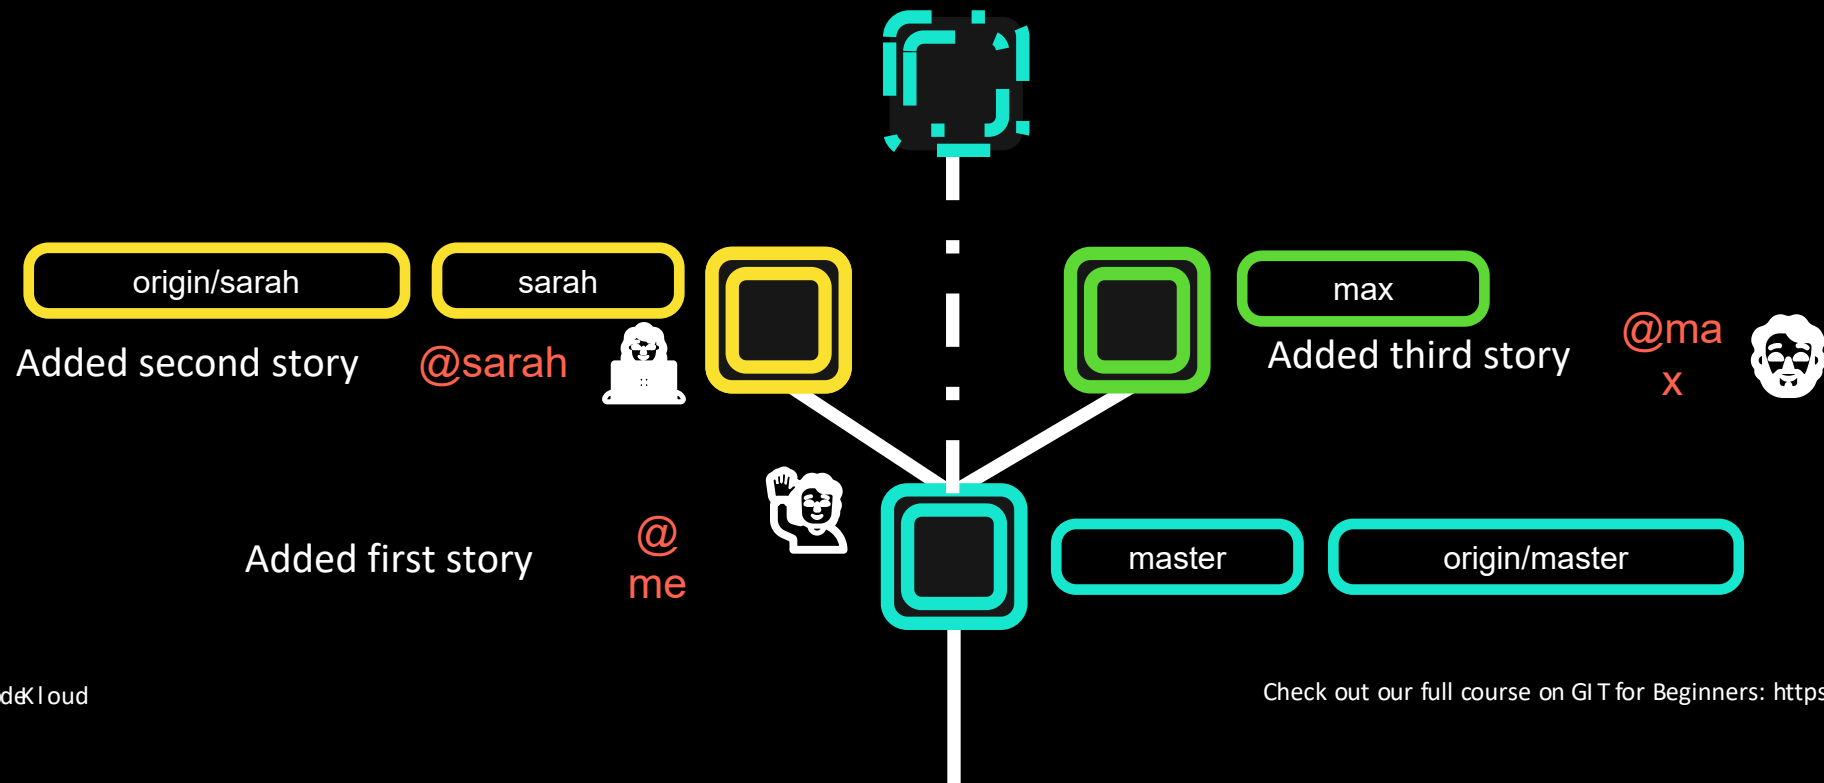 origin/sarah
sarah
max
Added second story
@sarah
Added third story
@ma
x
Added first story
@
me
master
origin/master
deKloud
Check out our full course on GIT for Beginners: https